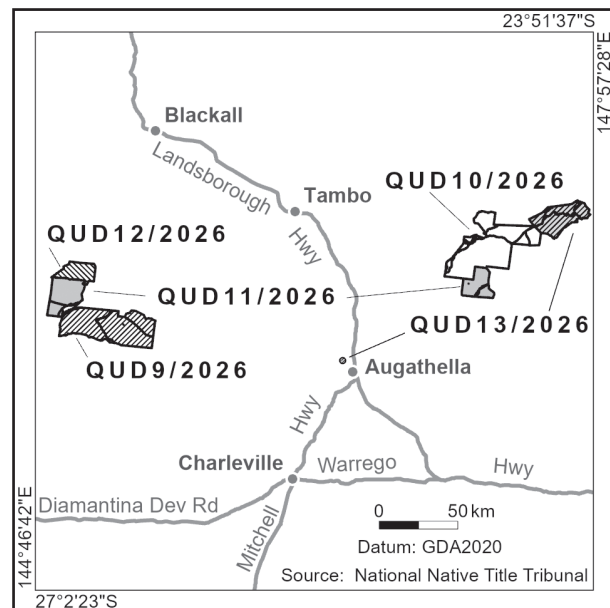 23°51'37"S
147°57'28"E
Blackall
Landsborough
Tambo
Hwy
QUD10/2026
QUD12/2026
QUD11/2026
QUD13/2026
QUD9/2026
Augathella
Hwy
Charleville
Warrego
Hwy
Diamantina Dev Rd
Mitchell
0 50km
Datum: GDA2020
Source: National Native Title Tribunal
144°46'42"E
27°2'23"S